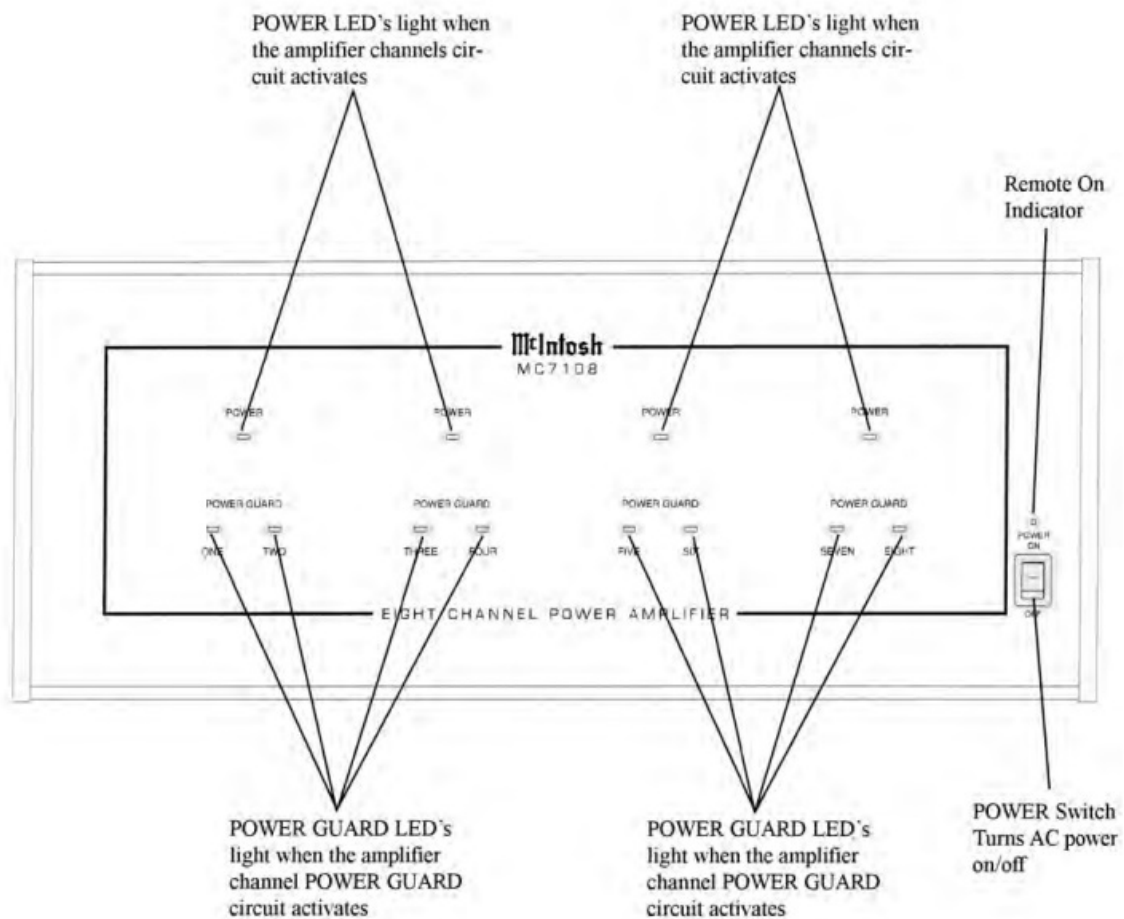 POWER LED`s light when
the amplifier channels cir-
cuit activates
POWER LED`s light when
the amplifier channels cir-
cuit activates
Remote On
Indicator
McIntosh
MC7108
POWER
POWER
POWER
POWER
POWER GUARD
POWER GUARD
POWER GUARD
POWER GUARD
ONE TWO
THREE FOUR
FIVE SIX
SEVEN EIGHT
POWER
ON
OFF
EIGHT CHANNEL POWER AMPLIFIER
POWER GUARD LED`s
light when the amplifier
channel POWER GUARD
circuit activates
POWER GUARD LED`s
light when the amplifier
channel POWER GUARD
circuit activates
POWER Switch
Turns AC power
on/off